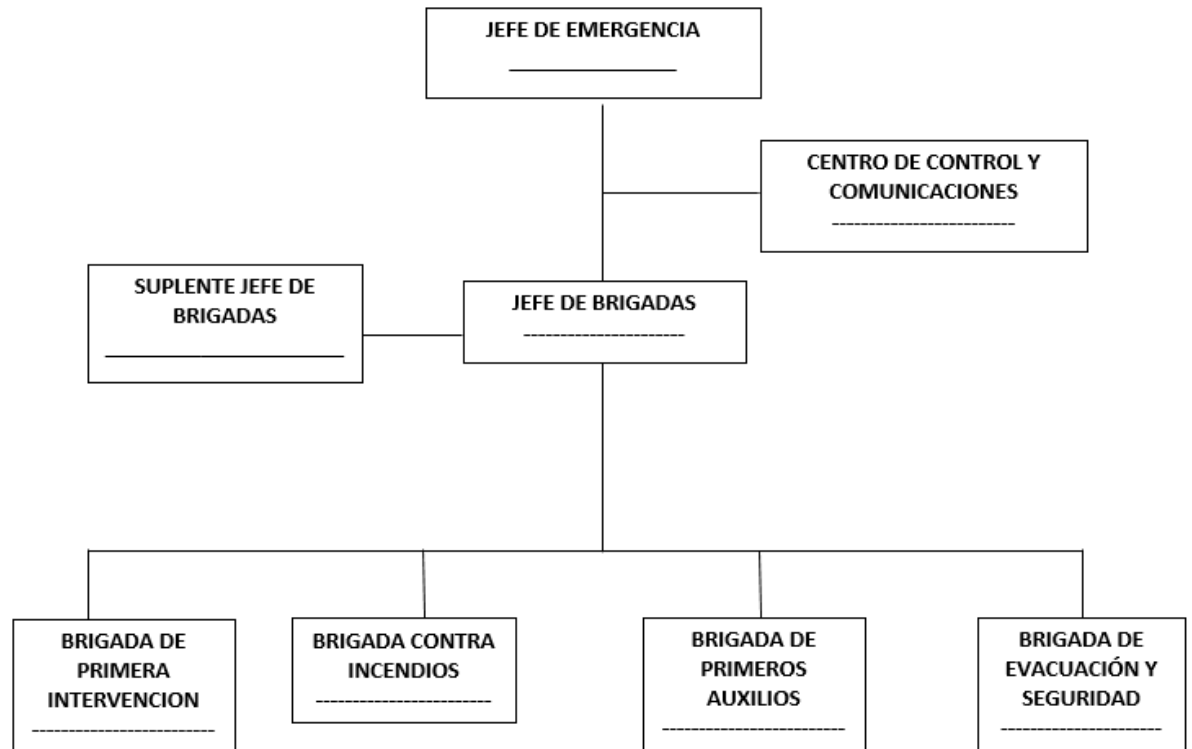 JEFE DE EMERGENCIA
CENTRO DE CONTROL Y
COMUNICACIONES
SUPLENTE JEFE DE
BRIGADAS
JEFE DE BRIGADAS
BRIGADA DE
PRIMERA
INTERVENCION
BRIGADA CONTRA
INCENDIOS
BRIGADA DE
PRIMEROS
AUXILIOS
BRIGADA DE
EVACUACIÓN Y
SEGURIDAD